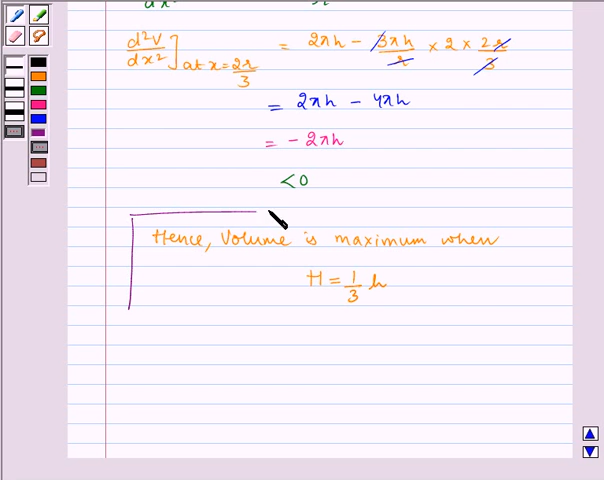 dx²
d²V/dx²] at x = 2r/3 = 2πh − 3πh/r × 2 × 2r/3
= 2πh − 4πh
= − 2πh
< 0
Hence, Volume is maximum when
H = 1/3 h